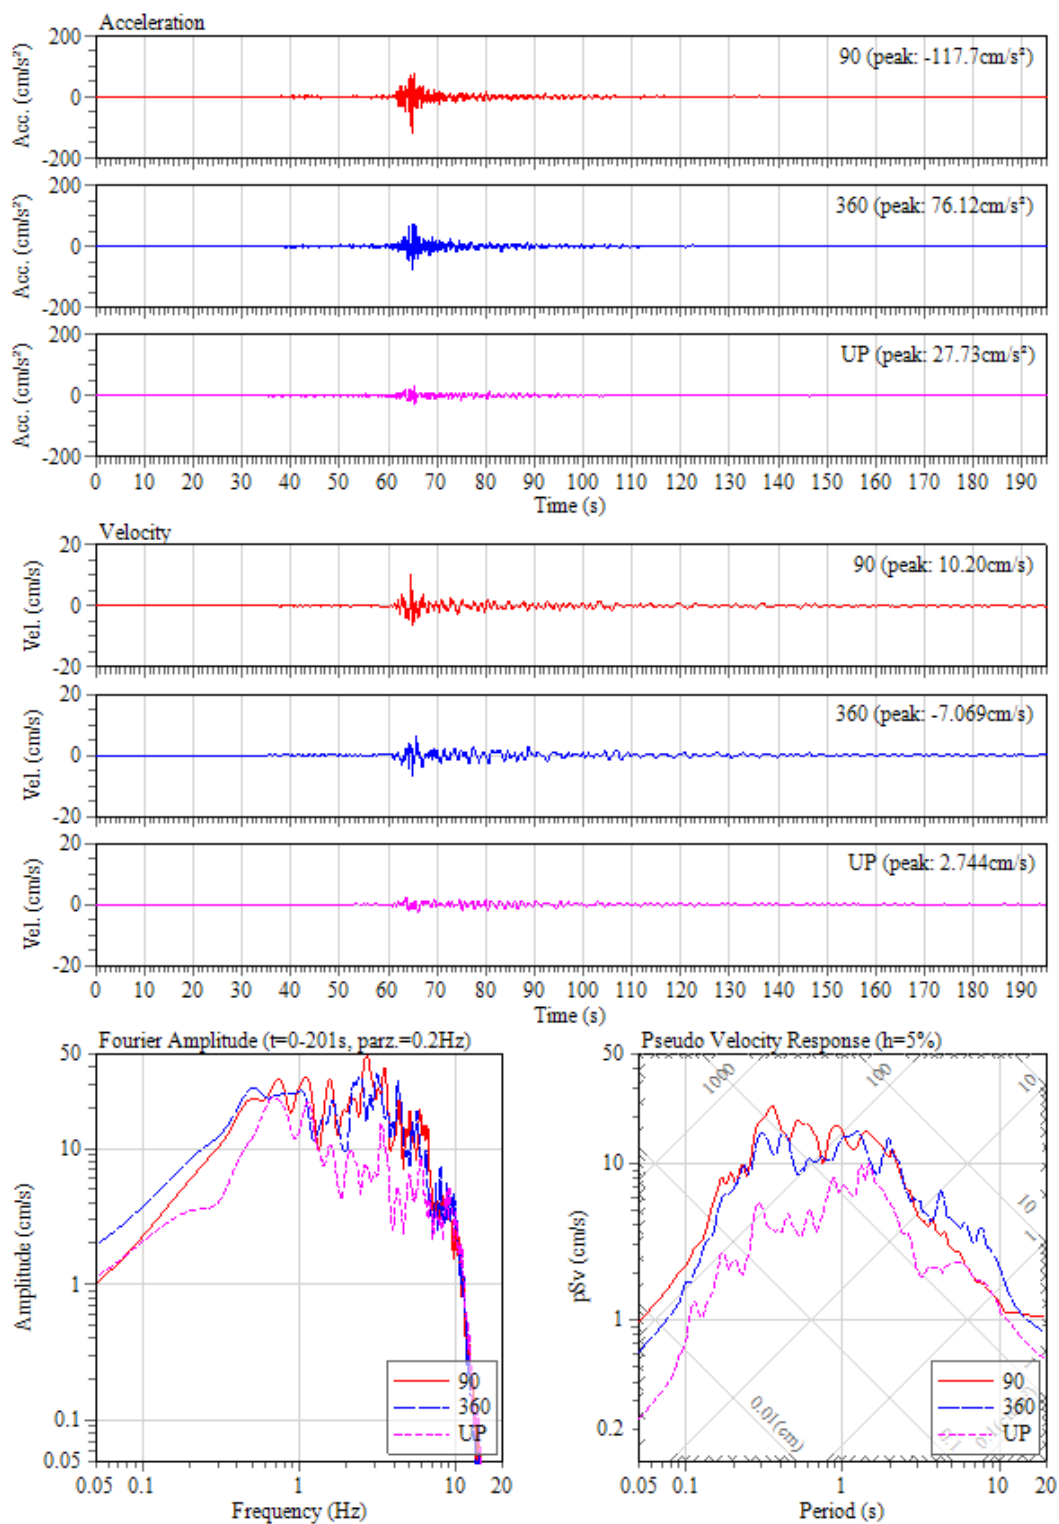 Acceleration
200
0
-200
Acc. (cm/s²)
90 (peak: -117.7cm/s²)
200
0
-200
Acc. (cm/s²)
360 (peak: 76.12cm/s²)
200
0
-200
Acc. (cm/s²)
UP (peak: 27.73cm/s²)
0 10 20 30 40 50 60 70 80 90 100 110 120 130 140 150 160 170 180 190
Time (s)
Velocity
20
0
-20
Vel. (cm/s)
90 (peak: 10.20cm/s)
20
0
-20
Vel. (cm/s)
360 (peak: -7.069cm/s)
20
0
-20
Vel. (cm/s)
UP (peak: 2.744cm/s)
0 10 20 30 40 50 60 70 80 90 100 110 120 130 140 150 160 170 180 190
Time (s)
Fourier Amplitude (t=0-201s, parz.=0.2Hz)
50
10
1
0.1
0.05
Amplitude (cm/s)
90
360
UP
0.05 0.1 1 10 20
Frequency (Hz)
Pseudo Velocity Response (h=5%)
50
10
1
0.2
pSv (cm/s)
1000
100
10
10
1
1
0.01(cm)
0.1
90
360
UP
0.05 0.1 1 10 20
Period (s)